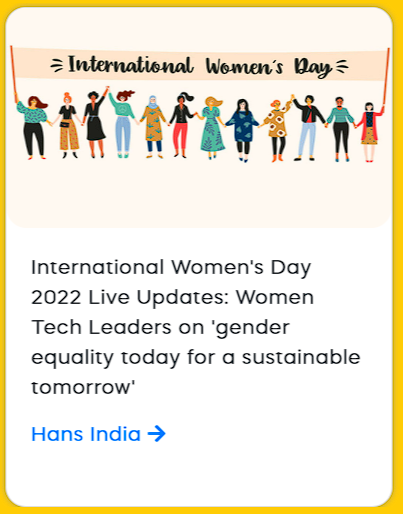 International Women's Day
International Women's Day
2022 Live Updates: Women
Tech Leaders on 'gender
equality today for a sustainable
tomorrow'
Hans India →